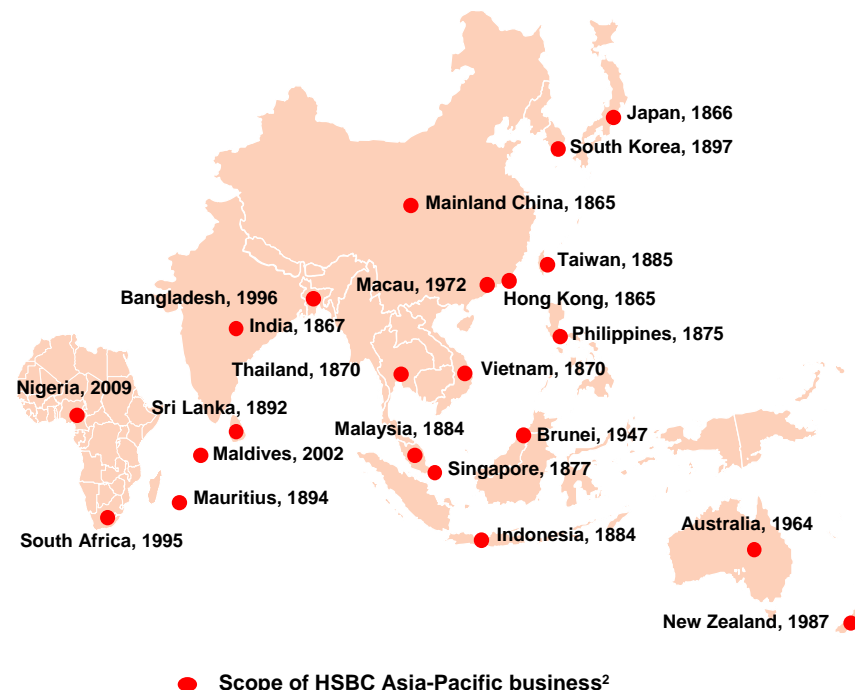 Japan, 1866
South Korea, 1897
Mainland China, 1865
Taiwan, 1885
Macau, 1972
Hong Kong, 1865
Bangladesh, 1996
India, 1867
Philippines, 1875
Thailand, 1870
Vietnam, 1870
Nigeria, 2009
Sri Lanka, 1892
Malaysia, 1884
Brunei, 1947
Maldives, 2002
Singapore, 1877
Mauritius, 1894
South Africa, 1995
Indonesia, 1884
Australia, 1964
New Zealand, 1987
Scope of HSBC Asia-Pacific business²